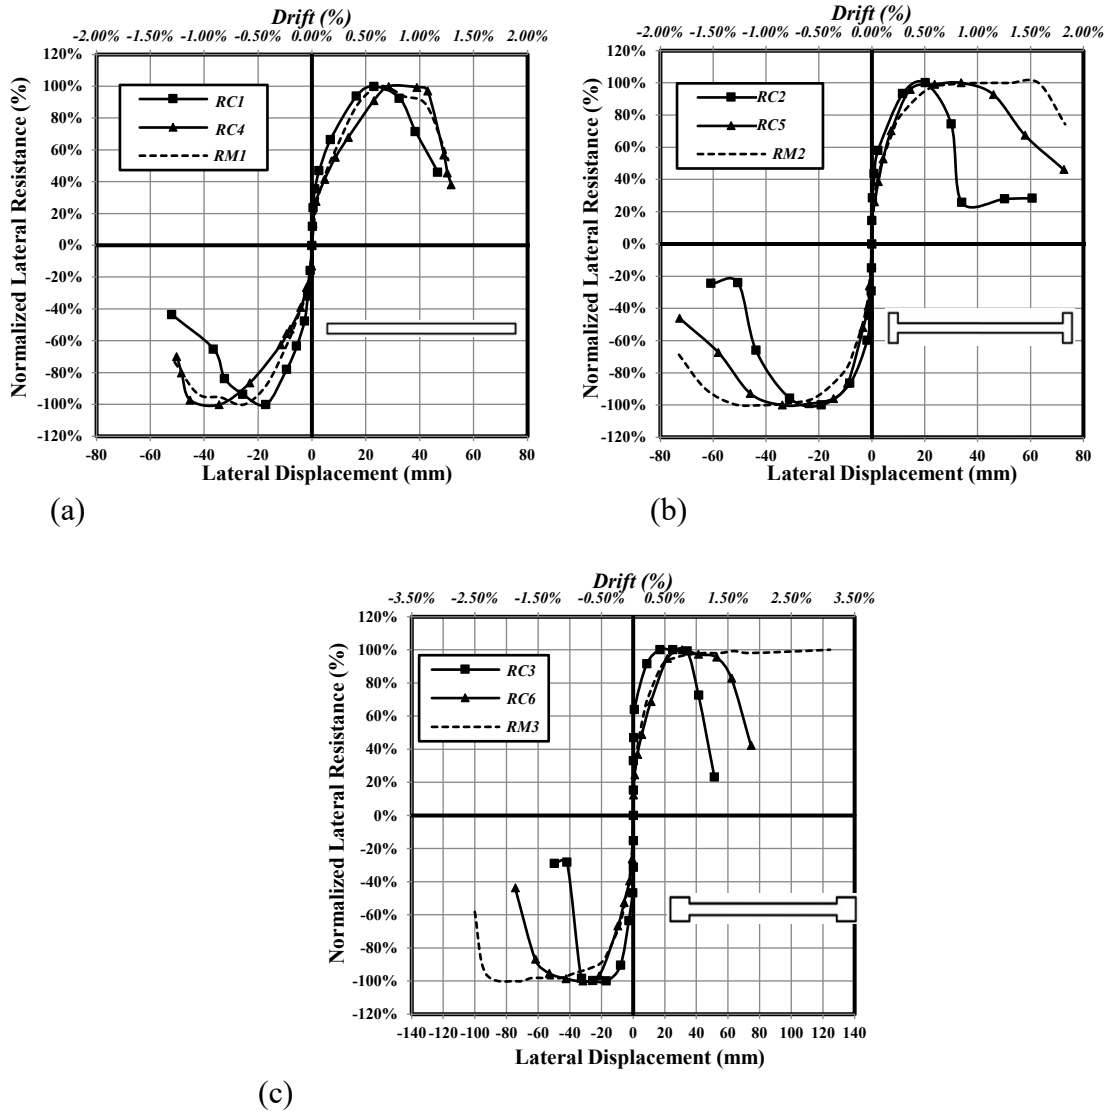 Drift (%)
-2.00% -1.50% -1.00% -0.50% 0.00% 0.50% 1.00% 1.50% 2.00%
120%
100%
80%
60%
40%
20%
0%
-20%
-40%
-60%
-80%
-100%
-120%
Normalized Lateral Resistance (%)
RC1
RC4
RM1
-80 -60 -40 -20 0 20 40 60 80
Lateral Displacement (mm)
(a)
Drift (%)
-2.00% -1.50% -1.00% -0.50% 0.00% 0.50% 1.00% 1.50% 2.00%
120%
100%
80%
60%
40%
20%
0%
-20%
-40%
-60%
-80%
-100%
-120%
Normalized Lateral Resistance (%)
RC2
RC5
RM2
-80 -60 -40 -20 0 20 40 60 80
Lateral Displacement (mm)
(b)
Drift (%)
-3.50% -2.50% -1.50% -0.50% 0.50% 1.50% 2.50% 3.50%
120%
100%
80%
60%
40%
20%
0%
-20%
-40%
-60%
-80%
-100%
-120%
Normalized Lateral Resistance (%)
RC3
RC6
RM3
-140 -120 -100 -80 -60 -40 -20 0 20 40 60 80 100 120 140
Lateral Displacement (mm)
(c)